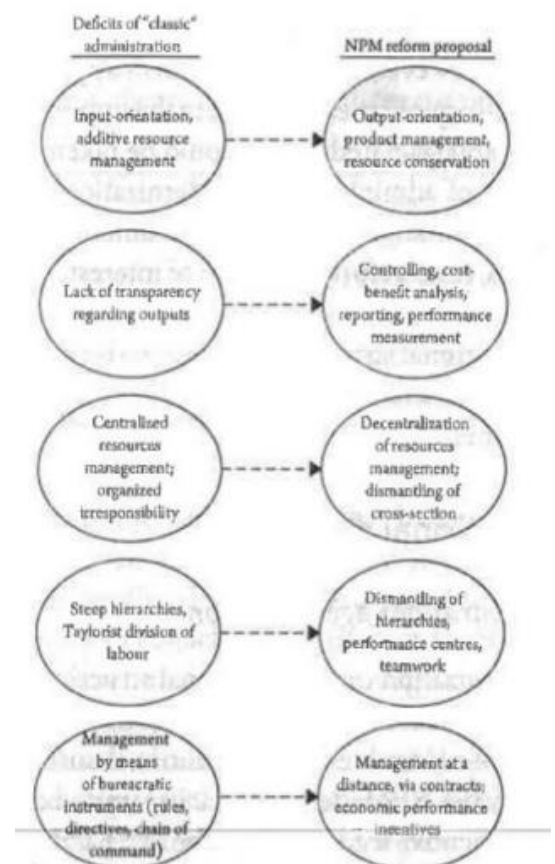 Deficits of "classic"
administration
NPM reform proposal
Input-orientation,
additive resource
management
Output-orientation,
product management,
resource conservation
Lack of transparency
regarding outputs
Controlling, cost-
benefit analysis,
reporting, performance
measurement
Centralised
resources
management;
organized
irresponsibility
Decentralization
of resources
management;
dismantling of
cross-section
Steep hierarchies,
Taylorist division of
labour
Dismantling of
hierarchies,
performance centres,
teamwork
Management
by means
of bureacratic
instruments (rules,
directives, chain of
command)
Management at a
distance, via contracts;
economic performance
incentives